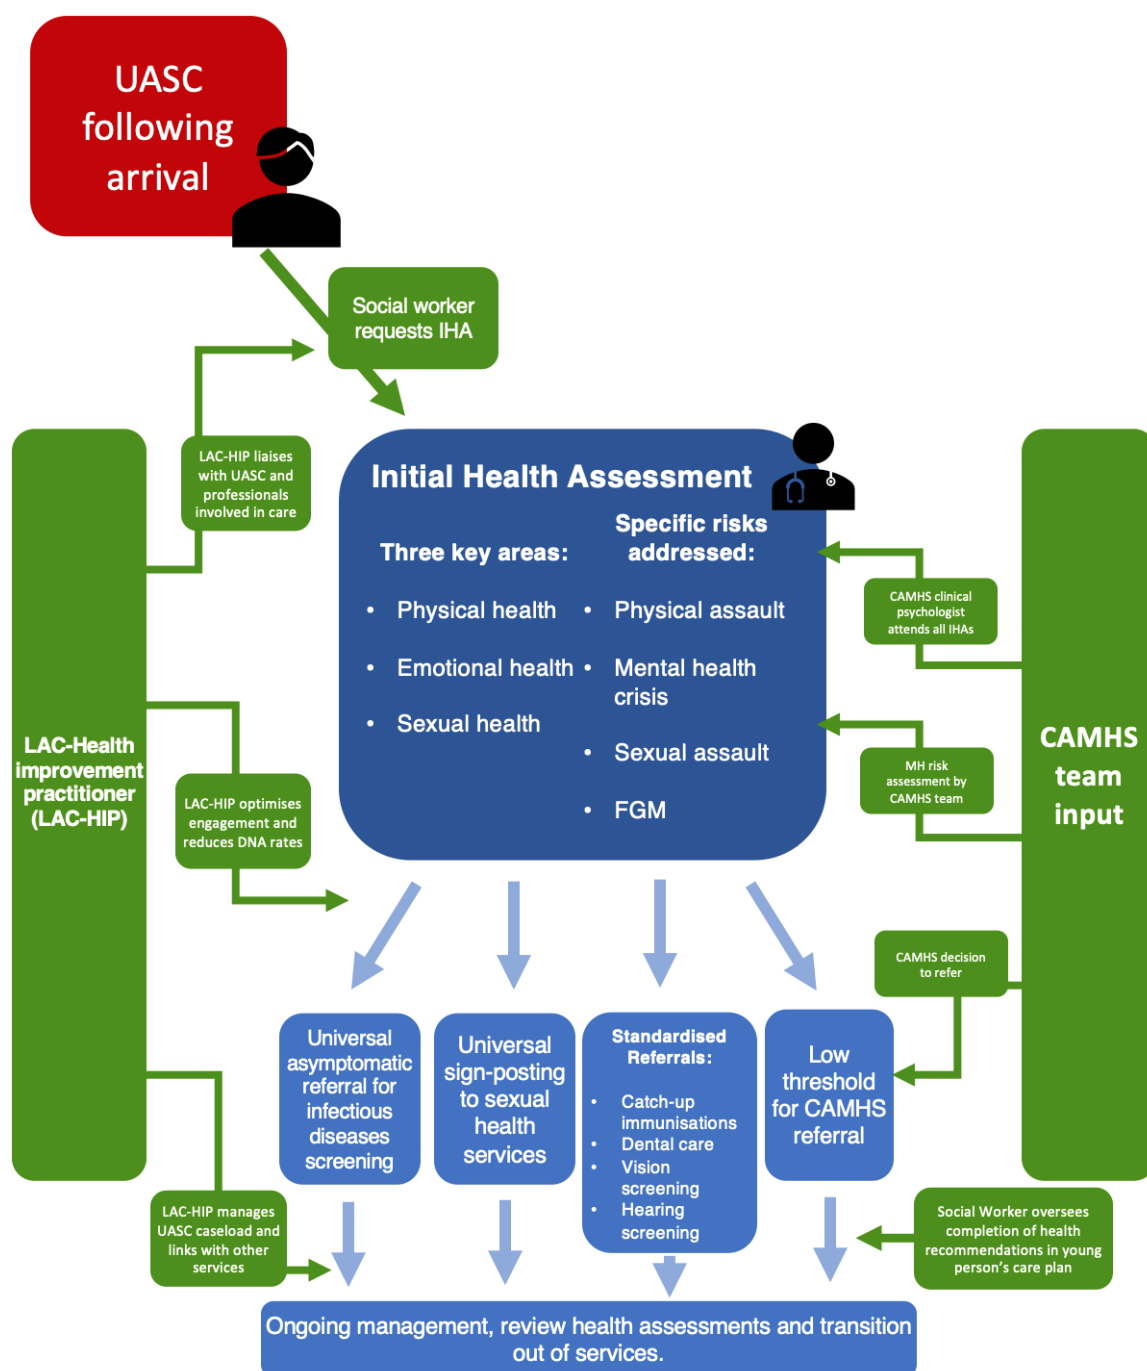 UASC
following
arrival
Social worker
requests IHA
LAC-HIP liaises
with UASC and
professionals
involved in care
Initial Health Assessment
Three key areas:
• Physical health
• Emotional health
• Sexual health
Specific risks
addressed:
• Physical assault
• Mental health
crisis
• Sexual assault
• FGM
CAMHS clinical
psychologist
attends all IHAs
MH risk
assessment by
CAMHS team
CAMHS
team
input
LAC-Health
improvement
practitioner
(LAC-HIP)
LAC-HIP optimises
engagement and
reduces DNA rates
CAMHS decision
to refer
Universal
asymptomatic
referral for
infectious
diseases
screening
Universal
sign-posting
to sexual
health
services
Standardised
Referrals:
• Catch-up
immunisations
• Dental care
• Vision
screening
• Hearing
screening
Low
threshold
for CAMHS
referral
LAC-HIP manages
UASC caseload and
links with other
services
Social Worker oversees
completion of health
recommendations in young
person's care plan
Ongoing management, review health assessments and transition
out of services.